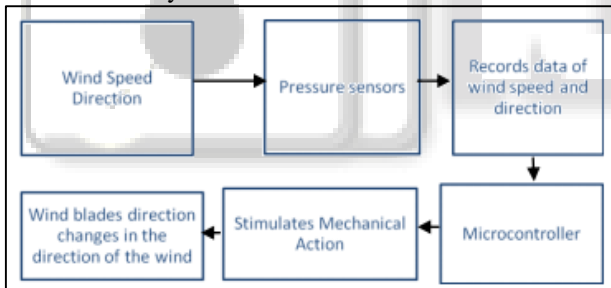 Wind Speed
Direction
Pressure sensors
Records data of
wind speed and
direction
Microcontroller
Stimulates Mechanical
Action
Wind blades direction
changes in the
direction of the wind